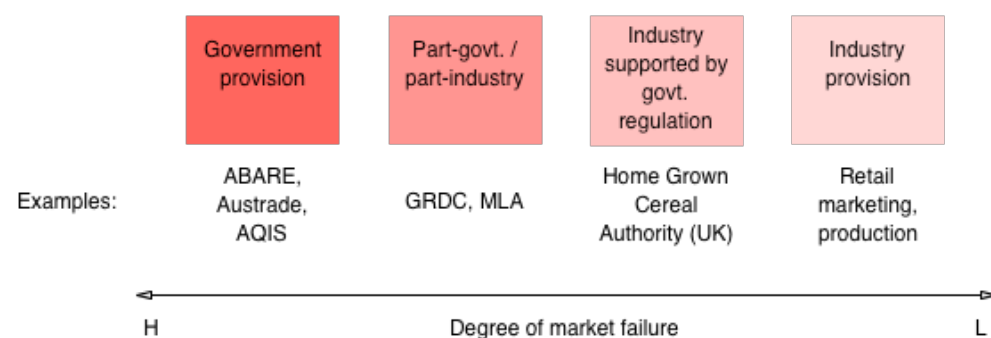 Government
provision
Part-govt. /
part-industry
Industry
supported by
govt.
regulation
Industry
provision
Examples:
ABARE,
Austrade,
AQIS
GRDC, MLA
Home Grown
Cereal
Authority (UK)
Retail
marketing,
production
H
Degree of market failure
L